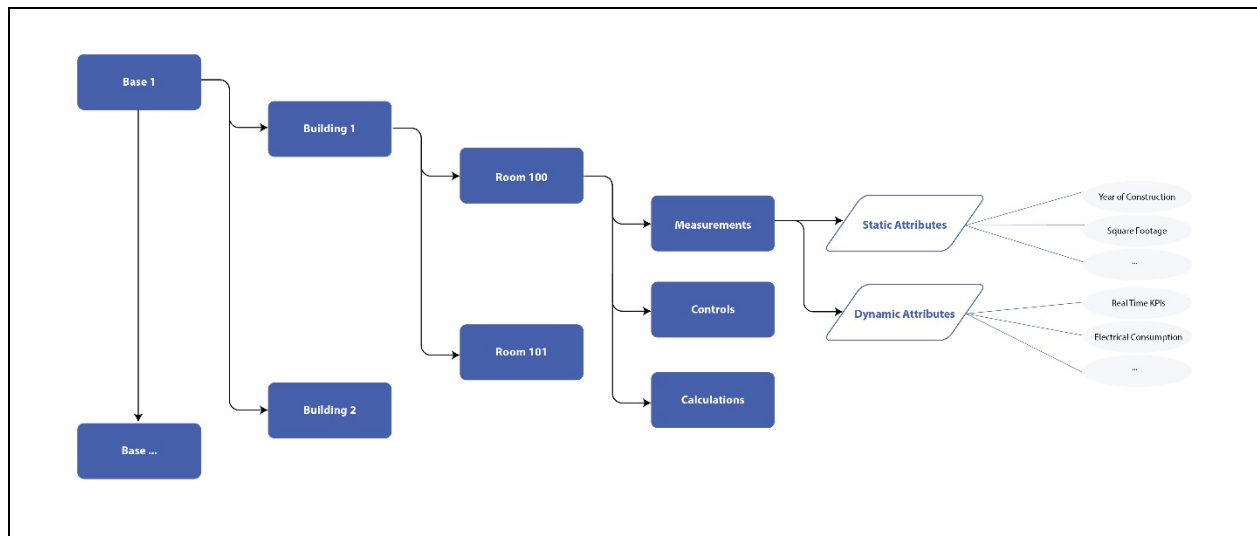 Base 1
Building 1
Room 100
Measurements
Static Attributes
Year of Construction
Square Footage
...
Controls
Dynamic Attributes
Real Time KPIs
Electrical Consumption
...
Room 101
Building 2
Calculations
Base ...